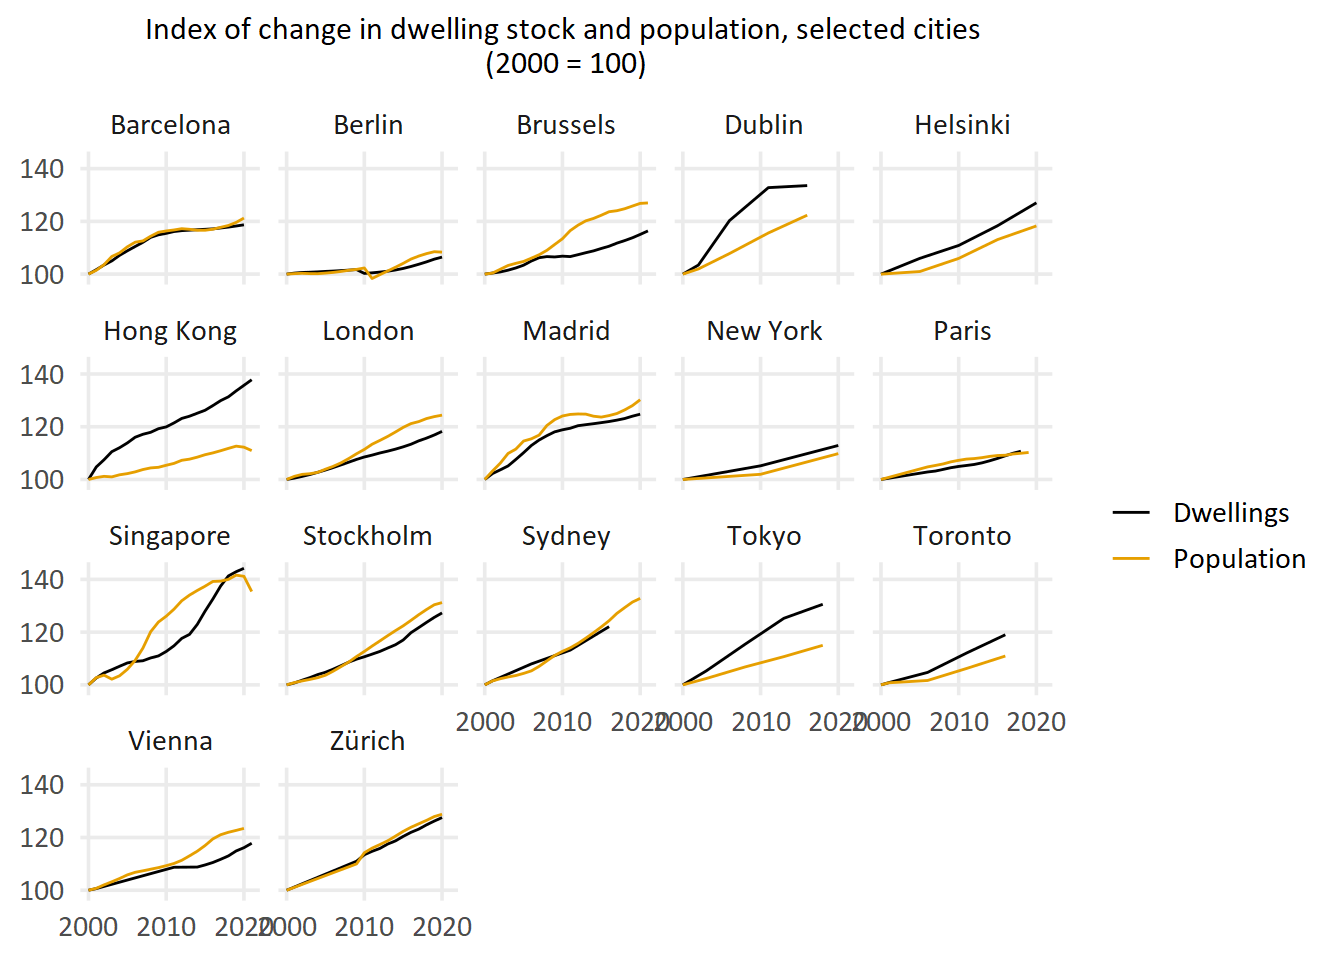 Index of change in dwelling stock and population, selected cities
(2000 = 100)
Barcelona Berlin Brussels Dublin Helsinki
140
120
100
Hong Kong London Madrid New York Paris
140
120
100
Singapore Stockholm Sydney Tokyo Toronto
140
120
100
2000 2010 2020 2000 2010 2020 2000 2010 2020
Vienna Zürich
140
120
100
2000 2010 2020 2000 2010 2020
Dwellings
Population